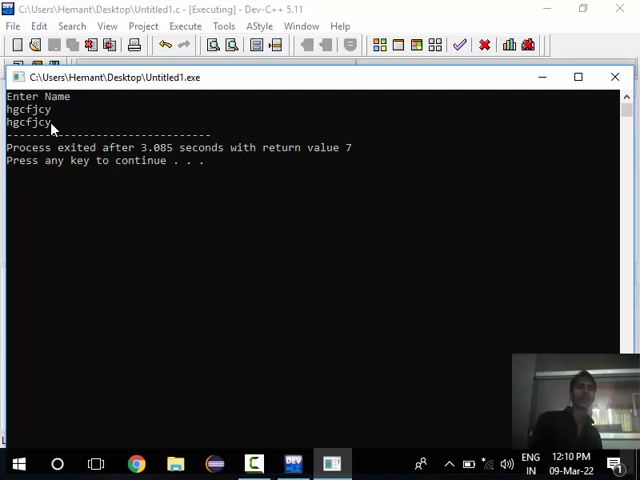 C:\Users\Hemant\Desktop\Untitled1.c - [Executing] - Dev-C++ 5.11
File Edit Search View Project Execute Tools AStyle Window Help
C:\Users\Hemant\Desktop\Untitled1.exe
Enter Name
hgcfjcy
hgcfjcy
--------------------------------
Process exited after 3.085 seconds with return value 7
Press any key to continue . . .
DEV
ENG
IN
12:10 PM
09-Mar-22
1